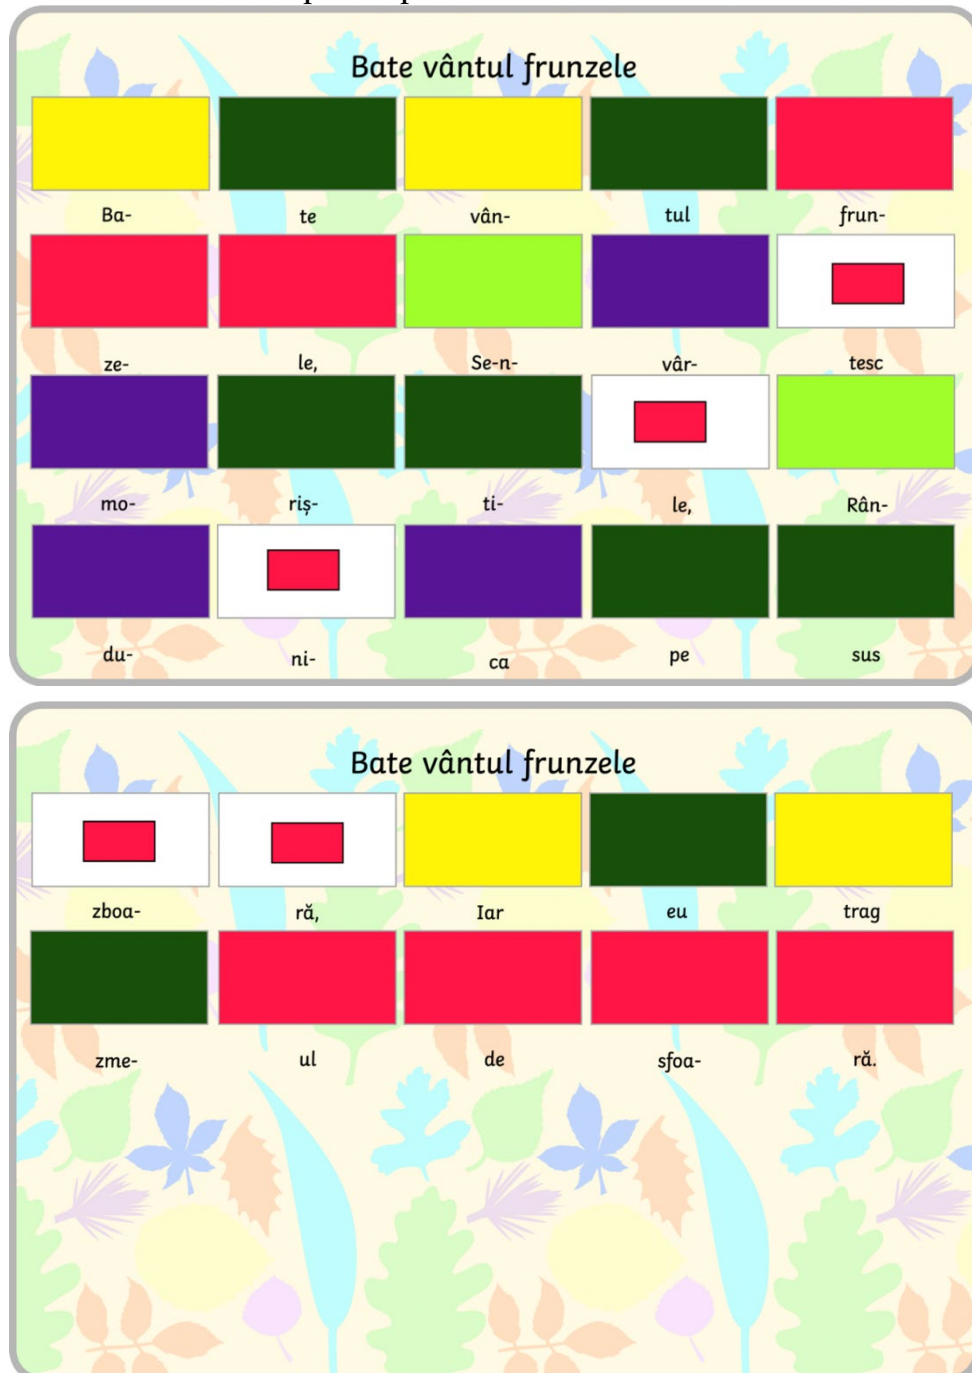 Bate vântul frunzele
Ba- te vân- tul frun-
ze- le, Se-n- vâr- tesc
mo- riș- ti- le, Rân-
du- ni- ca pe sus
Bate vântul frunzele
zboa- ră, Iar eu trag
zme- ul de sfoa- ră.